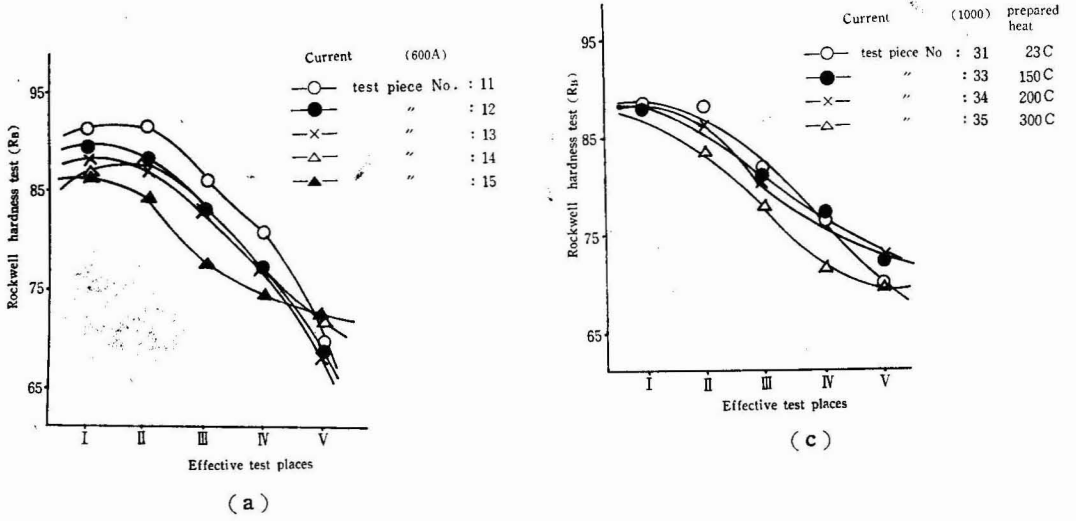 Current (600A)
test piece No. : 11
〃 : 12
〃 : 13
〃 : 14
〃 : 15
Rockwell hardness test (RB)
95
85
75
65
I II III IV V
Effective test places
(a)
Current (1000) prepared heat
test piece No : 31 23C
〃 : 33 150C
〃 : 34 200C
〃 : 35 300C
Rockwell hardness test (RB)
95
85
75
65
I II III IV V
Effective test places
(c)